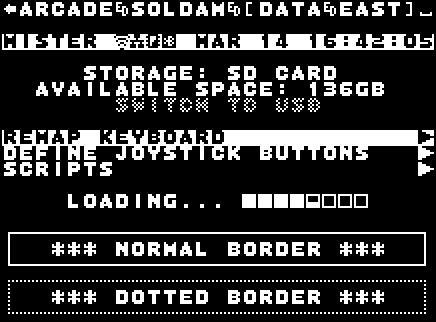 ←ARCADE SOLDAM [DATA EAST]
MISTER MAR 14 16:42:05
STORAGE: SD CARD
AVAILABLE SPACE: 136GB
SWITCH TO USB
REMAP KEYBOARD ▶
DEFINE JOYSTICK BUTTONS ▶
SCRIPTS ▶
LOADING...
*** NORMAL BORDER ***
*** DOTTED BORDER ***